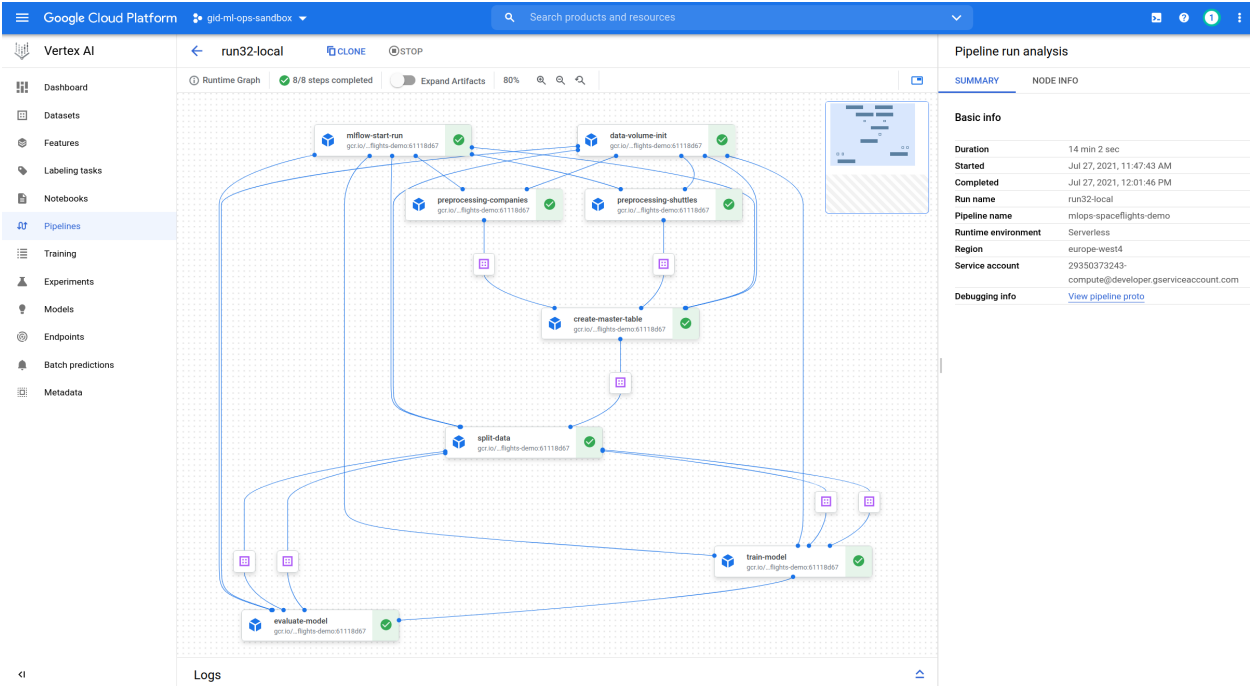 Google Cloud Platform
gid-ml-ops-sandbox
Search products and resources
1
Vertex AI
run32-local
CLONE
STOP
Pipeline run analysis
Runtime Graph
8/8 steps completed
Expand Artifacts
80%
SUMMARY
NODE INFO
Dashboard
Datasets
Features
Labeling tasks
Notebooks
Pipelines
Training
Experiments
Models
Endpoints
Batch predictions
Metadata
mlflow-start-run
gcr.io/...flights-demo:61118d67
data-volume-init
gcr.io/...flights-demo:61118d67
preprocessing-companies
gcr.io/...flights-demo:61118d67
preprocessing-shuttles
gcr.io/...flights-demo:61118d67
create-master-table
gcr.io/...flights-demo:61118d67
split-data
gcr.io/...flights-demo:61118d67
train-model
gcr.io/...flights-demo:61118d67
evaluate-model
gcr.io/...flights-demo:61118d67
Logs
Basic info
Duration 14 min 2 sec
Started Jul 27, 2021, 11:47:43 AM
Completed Jul 27, 2021, 12:01:46 PM
Run name run32-local
Pipeline name mlops-spaceflights-demo
Runtime environment Serverless
Region europe-west4
Service account 29350373243-
compute@developer.gserviceaccount.com
Debugging info View pipeline proto